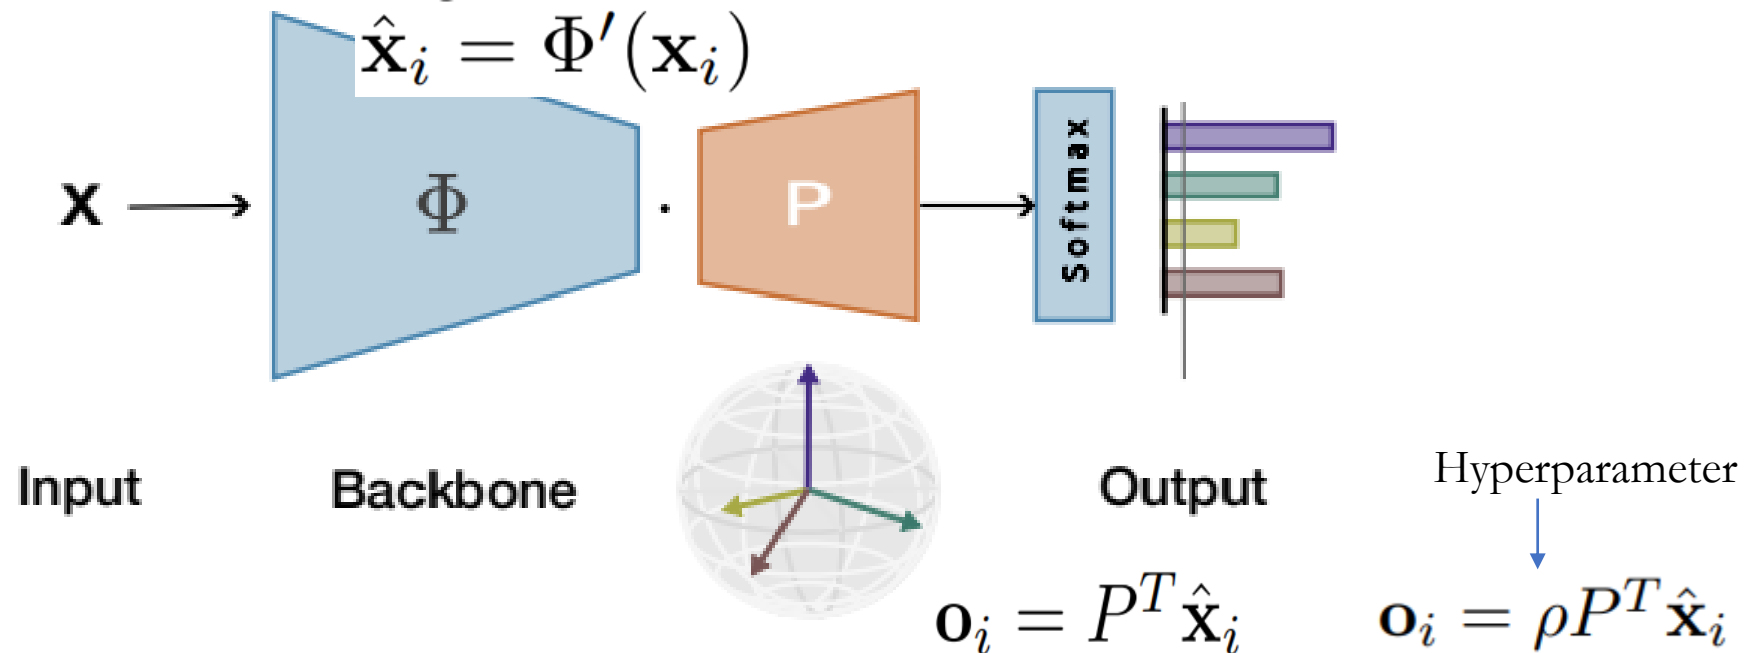 x̂ᵢ = Φ′(xᵢ)
X
Φ
·
P
Softmax
Input
Backbone
Output
Hyperparameter
oᵢ = Pᵀx̂ᵢ
oᵢ = ρPᵀx̂ᵢ